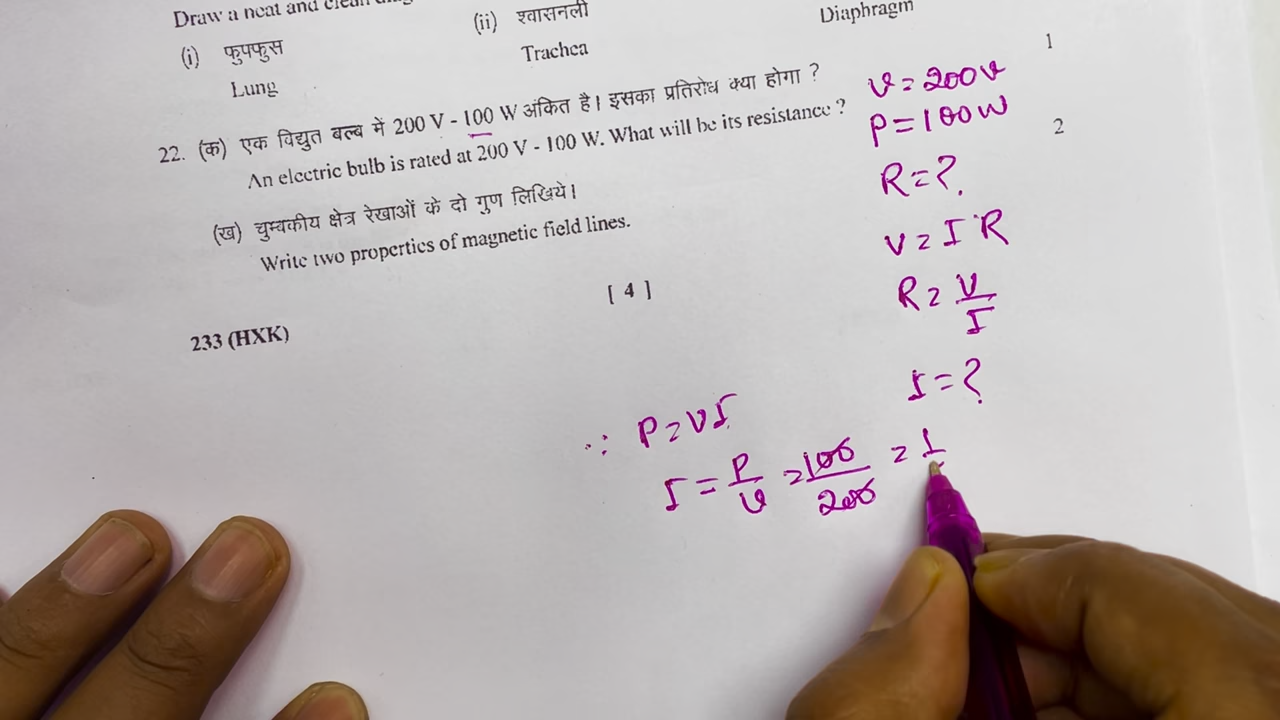 Draw a neat and clean diag
(i) फुफ्फुस (ii) श्वासनली Diaphragm
Lung Trachea
1
22. (क) एक विद्युत बल्ब में 200 V - 100 W अंकित है। इसका प्रतिरोध क्या होगा ?
An electric bulb is rated at 200 V - 100 W. What will be its resistance ?
2
(ख) चुम्बकीय क्षेत्र रेखाओं के दो गुण लिखिये।
Write two properties of magnetic field lines.
[ 4 ]
233 (HXK)
V = 200V
P = 100W
R = ?
V = I R
R = V/I
I = ?
∵ P = VI
I = P/V = 100/200 = 1